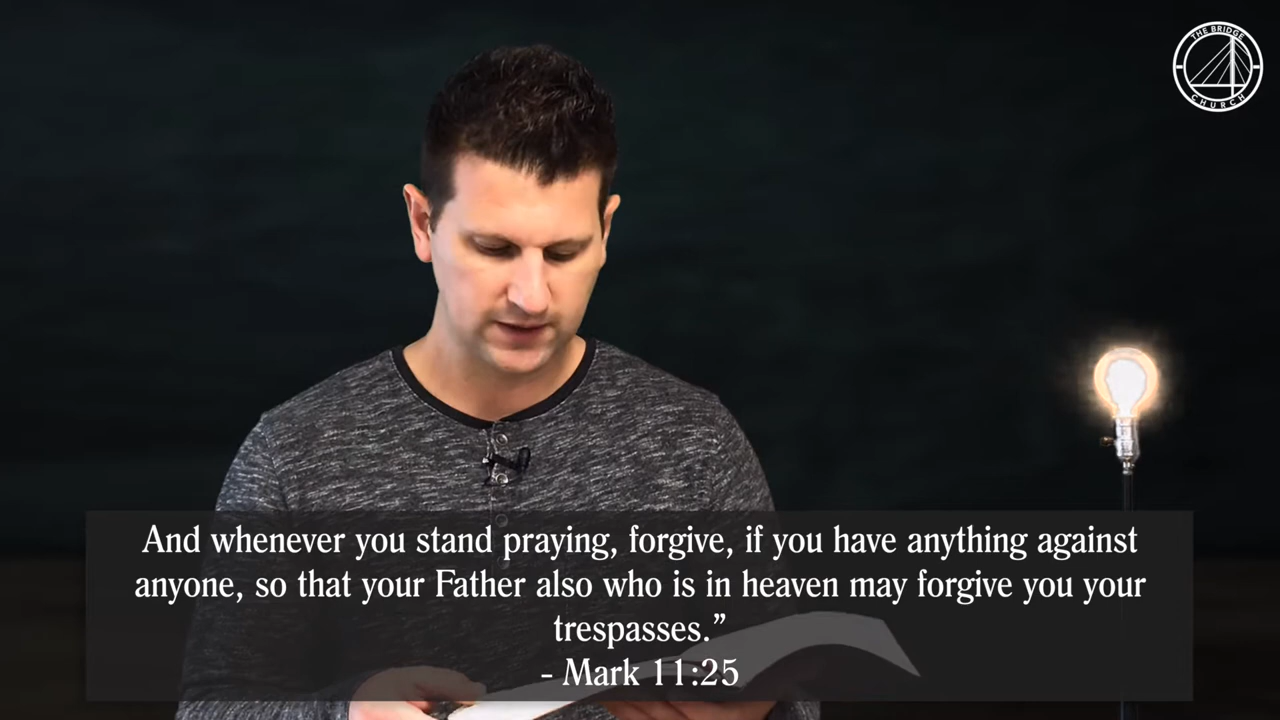 THE BRIDGE
CHURCH
And whenever you stand praying, forgive, if you have anything against
anyone, so that your Father also who is in heaven may forgive you your
trespasses.”
- Mark 11:25